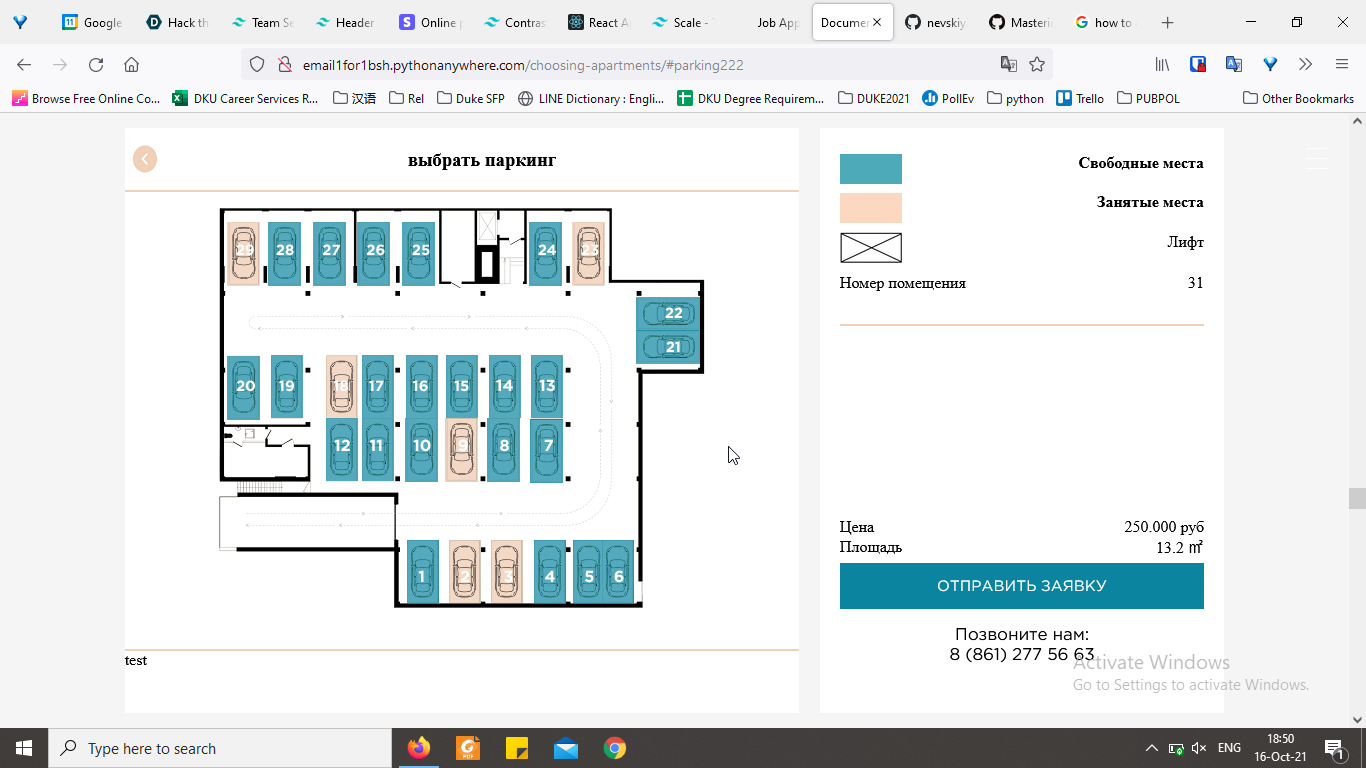 Google
Hack th
Team Se
Header
Online p
Contras
React Ap
Scale -
Job App
Documen
nevskiy
Masterin
how to
email1for1bsh.pythonanywhere.com/choosing-apartments/#parking222
Browse Free Online Co...
DKU Career Services R...
汉语
Rel
Duke SFP
LINE Dictionary : Engli...
DKU Degree Requirem...
DUKE2021
PollEv
python
Trello
PUBPOL
Other Bookmarks
выбрать паркинг
29 28 27 26 25 24 23
22
21
20 19 18 17 16 15 14 13
12 11 10 9 8 7
1 2 3 4 5 6
test
Свободные места
Занятые места
Лифт
Номер помещения 31
Цена 250.000 руб
Площадь 13.2 ㎡
ОТПРАВИТЬ ЗАЯВКУ
Позвоните нам:
8 (861) 277 56 63
Activate Windows
Go to Settings to activate Windows.
Type here to search
ENG
18:50
16-Oct-21
1